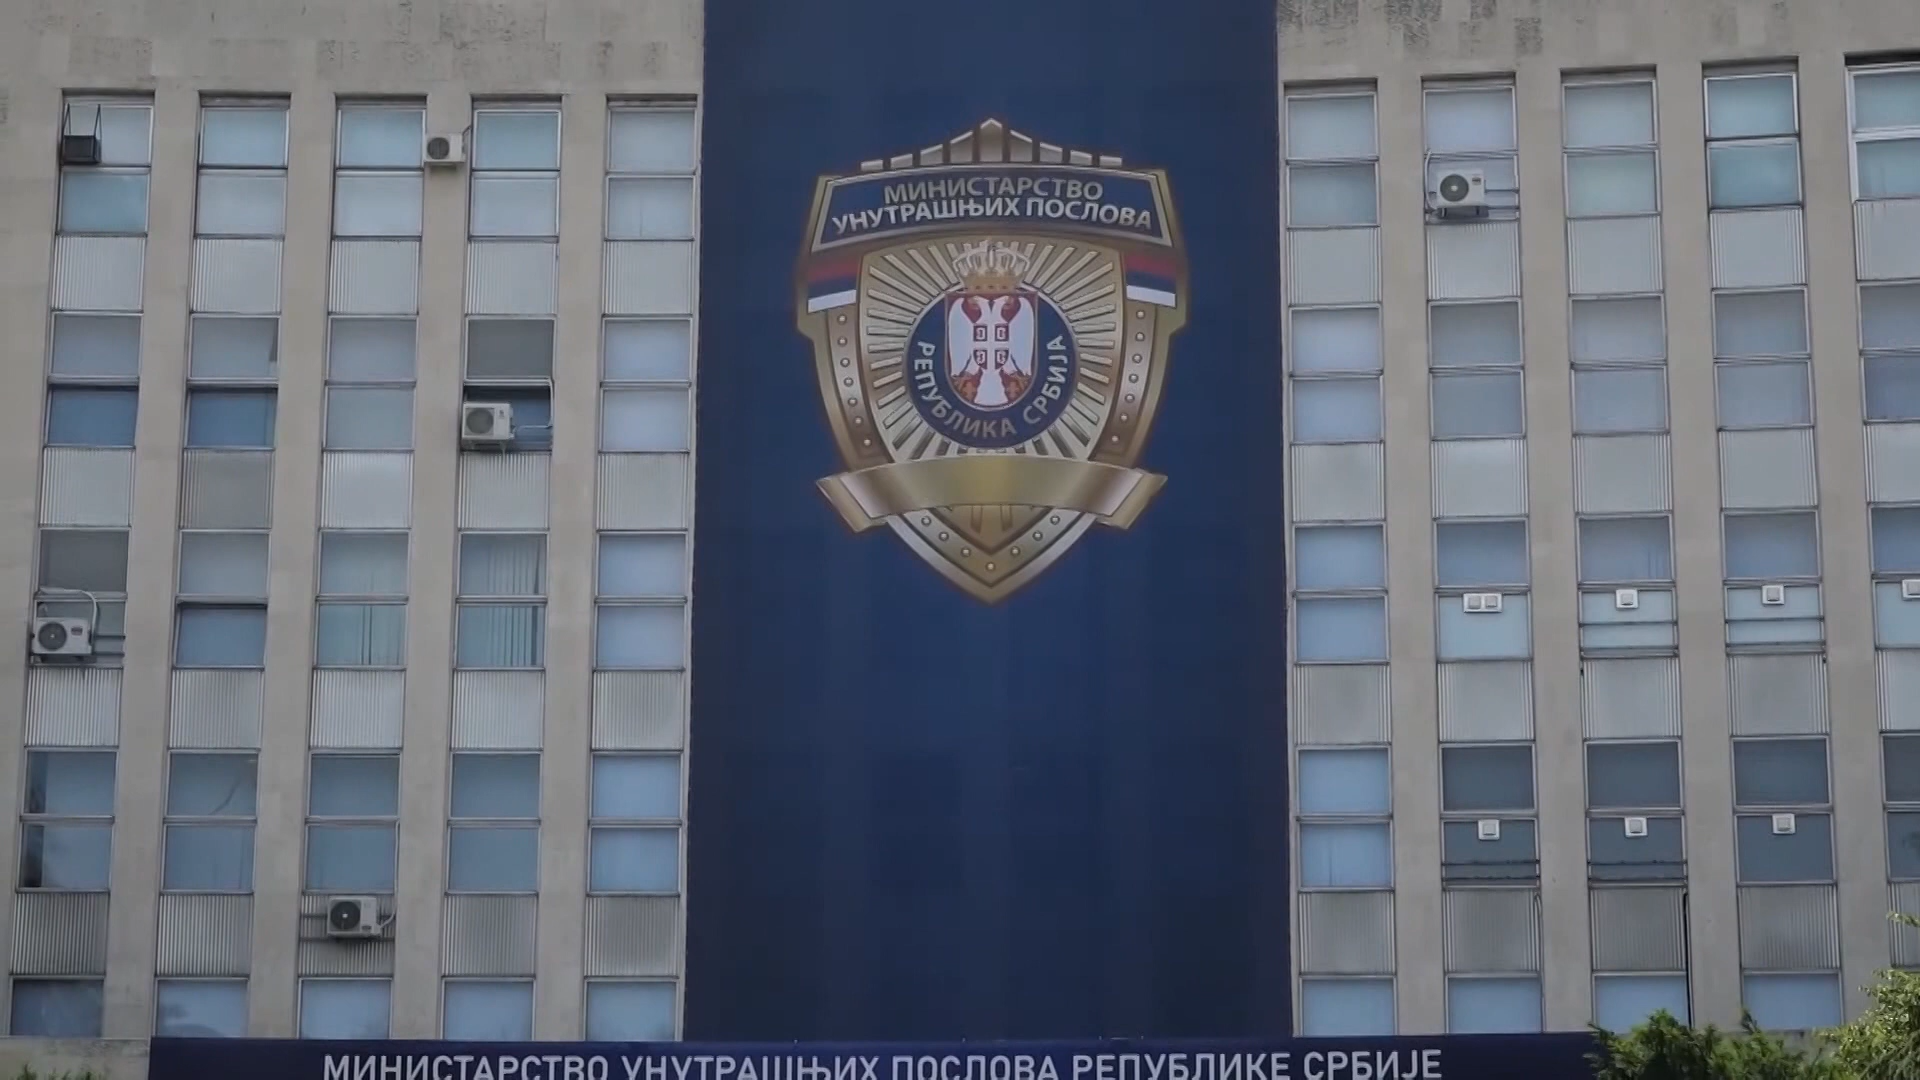 МИНИСТАРСТВО
УНУТРАШЊИХ ПОСЛОВА
РЕПУБЛИКА СРБИЈА
МИНИСТАРСТВО УНУТРАШЊИХ ПОСЛОВА РЕПУБЛИКЕ СРБИЈЕ